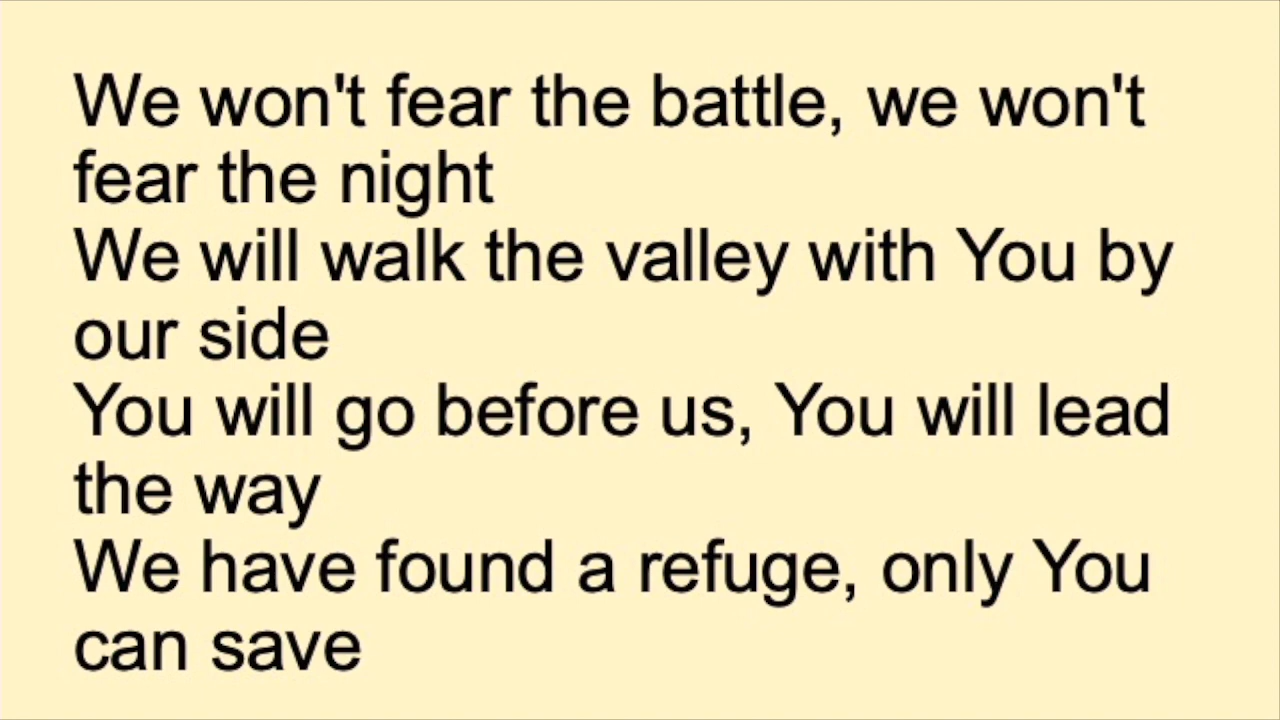 We won't fear the battle, we won't
fear the night
We will walk the valley with You by
our side
You will go before us, You will lead
the way
We have found a refuge, only You
can save